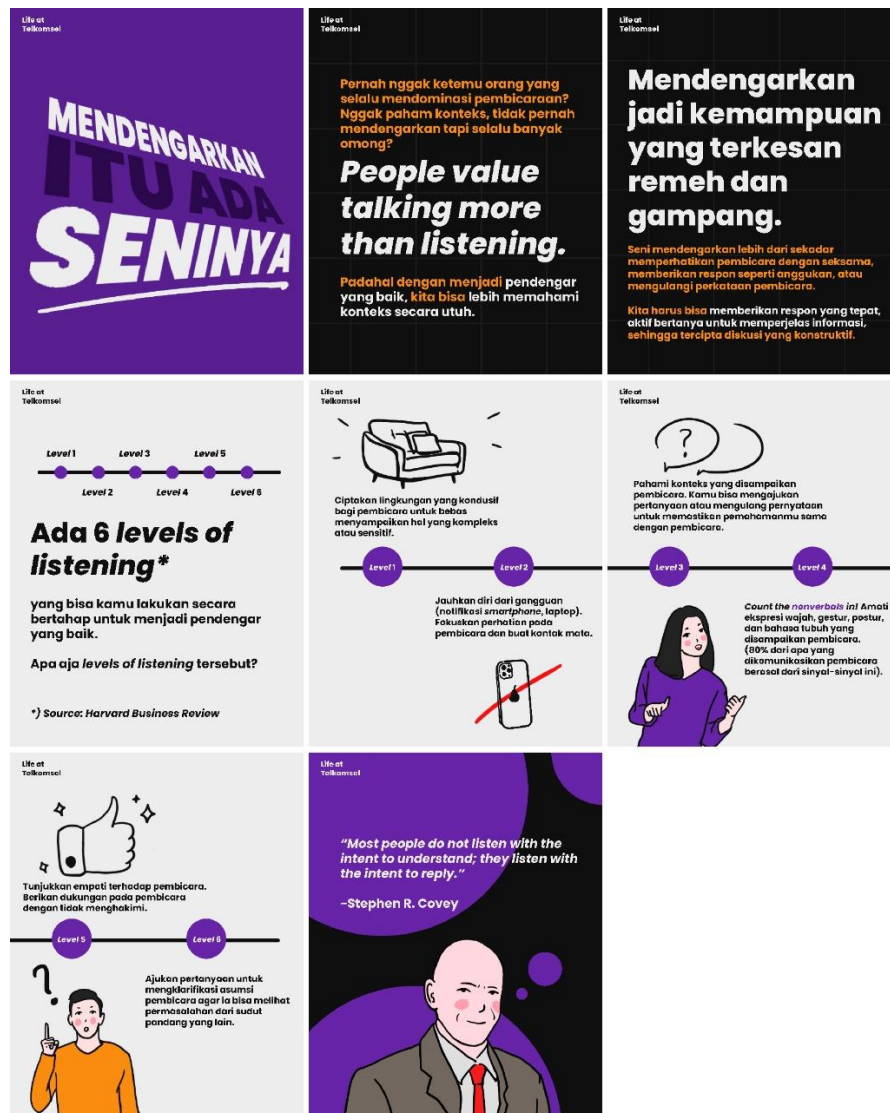 Life at
Telkomsel
MENDENGARKAN
ITU ADA
SENINYA
Life at
Telkomsel
Pernah nggak ketemu orang yang
selalu mendominasi pembicaraan?
Nggak paham konteks, tidak pernah
mendengarkan tapi selalu banyak
omong?
People value
talking more
than listening.
Padahal dengan menjadi pendengar
yang baik, kita bisa lebih memahami
konteks secara utuh.
Life at
Telkomsel
Mendengarkan
jadi kemampuan
yang terkesan
remeh dan
gampang.
Seni mendengarkan lebih dari sekadar
memperhatikan pembicara dengan seksama,
memberikan respon seperti anggukan, atau
mengulangi perkataan pembicara.
Kita harus bisa memberikan respon yang tepat,
aktif bertanya untuk memperjelas informasi,
sehingga tercipta diskusi yang konstruktif.
Life at
Telkomsel
Level 1 Level 3 Level 5
Level 2 Level 4 Level 6
Ada 6 levels of
listening*
yang bisa kamu lakukan secara
bertahap untuk menjadi pendengar
yang baik.
Apa aja levels of listening tersebut?
*) Source: Harvard Business Review
Life at
Telkomsel
Ciptakan lingkungan yang kondusif
bagi pembicara untuk bebas
menyampaikan hal yang kompleks
atau sensitif.
Level 1 Level 2
Jauhkan diri dari gangguan
(notifikasi smartphone, laptop).
Fokuskan perhatian pada
pembicara dan buat kontak mata.
Life at
Telkomsel
?
Pahami konteks yang disampaikan
pembicara. Kamu bisa mengajukan
pertanyaan atau mengulang pernyataan
untuk memastikan pemahamanmu sama
dengan pembicara.
Level 3 Level 4
Count the nonverbals in! Amati
ekspresi wajah, gestur, postur,
dan bahasa tubuh yang
disampaikan pembicara.
(80% dari apa yang
dikomunikasikan pembicara
berasal dari sinyal-sinyal ini).
Life at
Telkomsel
Tunjukkan empati terhadap pembicara.
Berikan dukungan pada pembicara
dengan tidak menghakimi.
Level 5 Level 6
?
Ajukan pertanyaan untuk
mengklarifikasi asumsi
pembicara agar ia bisa melihat
permasalahan dari sudut
pandang yang lain.
Life at
Telkomsel
“Most people do not listen with the
intent to understand; they listen with
the intent to reply.”
-Stephen R. Covey